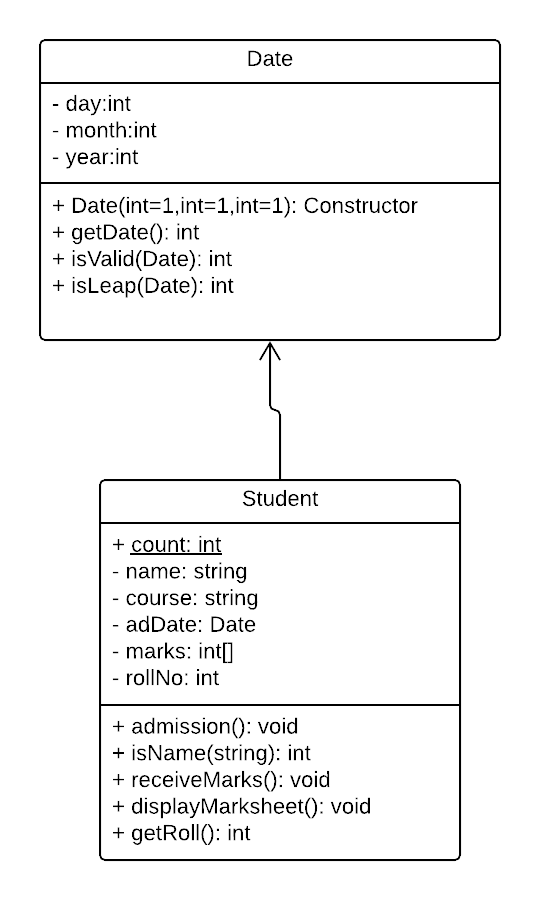 Date
- day:int
- month:int
- year:int
+ Date(int=1,int=1,int=1): Constructor
+ getDate(): int
+ isValid(Date): int
+ isLeap(Date): int
Student
+ count: int
- name: string
- course: string
- adDate: Date
- marks: int[]
- rollNo: int
+ admission(): void
+ isName(string): int
+ receiveMarks(): void
+ displayMarksheet(): void
+ getRoll(): int